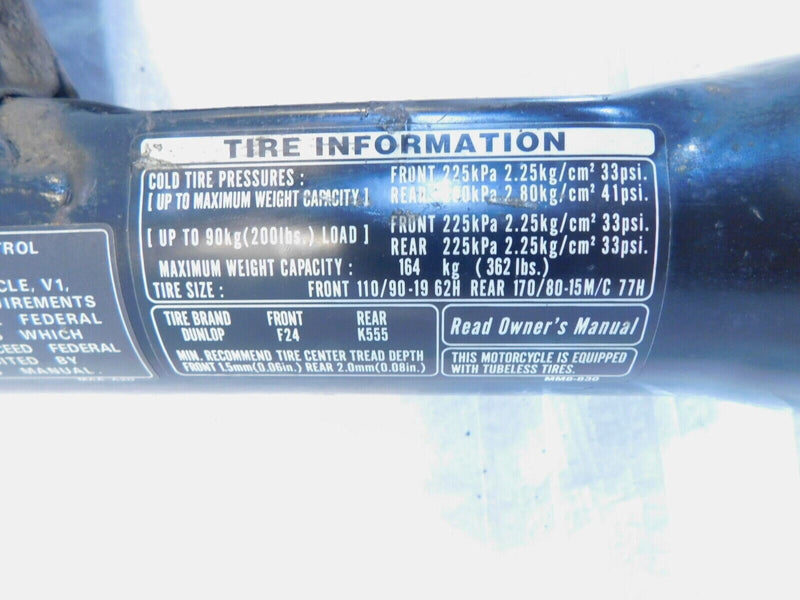 TIRE INFORMATION
COLD TIRE PRESSURES : FRONT 225kPa 2.25kg/cm² 33psi.
[ UP TO MAXIMUM WEIGHT CAPACITY ] REAR 2.80kg/cm² 41psi.
[ UP TO 90kg(200lbs.) LOAD ] FRONT 225kPa 2.25kg/cm² 33psi.
REAR 225kPa 2.25kg/cm² 33psi.
MAXIMUM WEIGHT CAPACITY : 164 kg ( 362 lbs.)
TIRE SIZE : FRONT 110/90-19 62H REAR 170/80-15M/C 77H
TIRE BRAND FRONT REAR
DUNLOP F24 K555
MIN. RECOMMEND TIRE CENTER TREAD DEPTH
FRONT 1.5mm(0.06in.) REAR 2.0mm(0.08in.)
Read Owner's Manual
THIS MOTORCYCLE IS EQUIPPED
WITH TUBELESS TIRES.
MM8-830
TROL
CLE, V1,
UIREMENTS
FEDERAL
S WHICH
CEED FEDERAL
ITED BY
MANUAL.